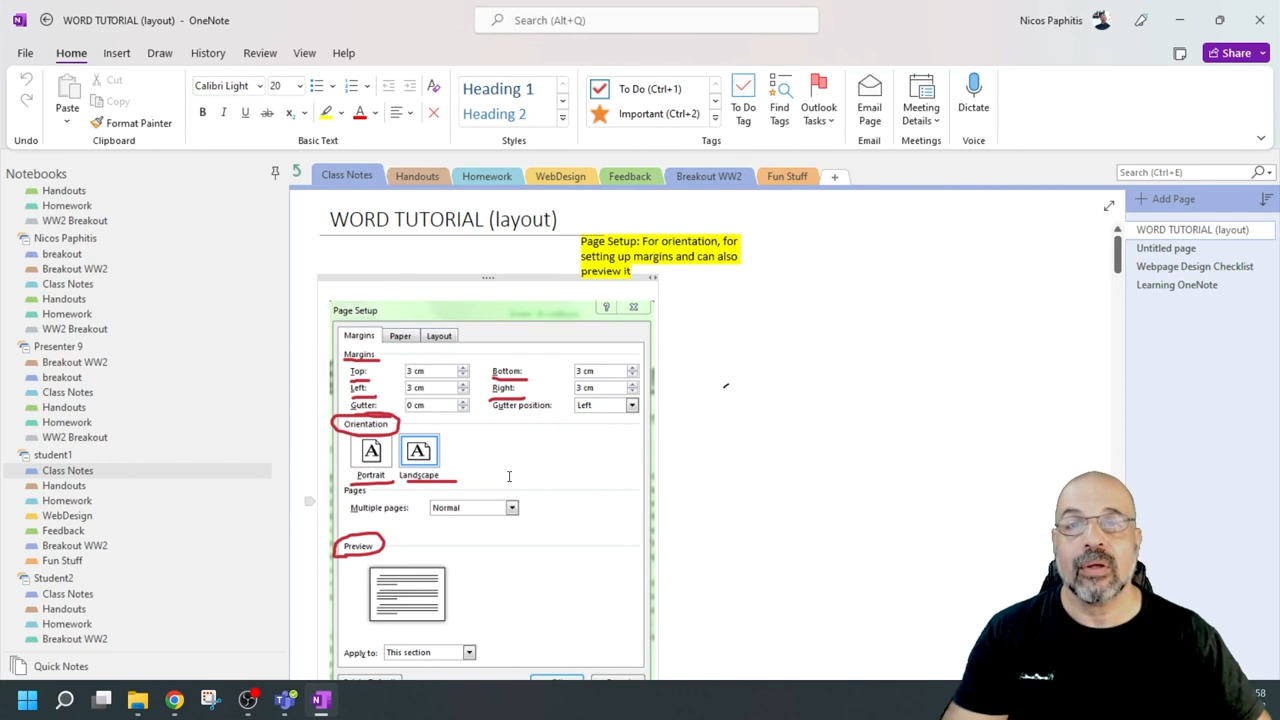 WORD TUTORIAL (layout) - OneNote
Search (Alt+Q)
Nicos Paphitis
File Home Insert Draw History Review View Help
Share
Paste
Cut
Copy
Format Painter
Calibri Light 20
B I U ab x A
Heading 1
Heading 2
To Do (Ctrl+1)
Important (Ctrl+2)
To Do
Tag
Find
Tags
Outlook
Tasks
Email
Page
Meeting
Details
Dictate
Undo Clipboard Basic Text Styles Tags Email Meetings Voice
Notebooks
Handouts
Homework
WW2 Breakout
Nicos Paphitis
breakout
Breakout WW2
Class Notes
Handouts
Homework
WW2 Breakout
Presenter 9
Breakout WW2
breakout
Class Notes
Handouts
Homework
WW2 Breakout
student1
Class Notes
Handouts
Homework
WebDesign
Feedback
Breakout WW2
Fun Stuff
Student2
Class Notes
Handouts
Homework
Breakout WW2
Quick Notes
Class Notes Handouts Homework WebDesign Feedback Breakout WW2 Fun Stuff +
Search (Ctrl+E)
WORD TUTORIAL (layout)
Page Setup: For orientation, for
setting up margins and can also
preview it
Page Setup
Margins Paper Layout
Margins
Top: 3 cm Bottom: 3 cm
Left: 3 cm Right: 3 cm
Gutter: 0 cm Gutter position: Left
Orientation
A A
Portrait Landscape
Pages
Multiple pages: Normal
Preview
Apply to: This section
Add Page
WORD TUTORIAL (layout)
Untitled page
Webpage Design Checklist
Learning OneNote